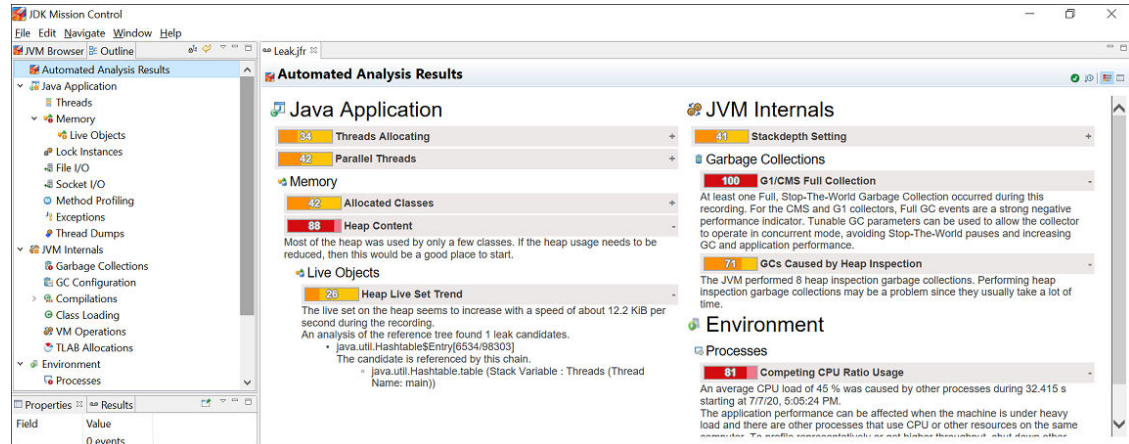 JDK Mission Control
File Edit Navigate Window Help
JVM Browser Outline
Automated Analysis Results
Java Application
Threads
Memory
Live Objects
Lock Instances
File I/O
Socket I/O
Method Profiling
Exceptions
Thread Dumps
JVM Internals
Garbage Collections
GC Configuration
Compilations
Class Loading
VM Operations
TLAB Allocations
Environment
Processes
Properties Results
Field Value
0 events
Leak.jfr
Automated Analysis Results
Java Application
34 Threads Allocating +
42 Parallel Threads +
Memory
42 Allocated Classes +
88 Heap Content -
Most of the heap was used by only a few classes. If the heap usage needs to be
reduced, then this would be a good place to start.
Live Objects
26 Heap Live Set Trend -
The live set on the heap seems to increase with a speed of about 12.2 KiB per
second during the recording.
An analysis of the reference tree found 1 leak candidates.
• java.util.Hashtable$Entry[6534/98303]
The candidate is referenced by this chain.
◦ java.util.Hashtable.table (Stack Variable : Threads (Thread
Name: main))
JVM Internals
41 Stackdepth Setting +
Garbage Collections
100 G1/CMS Full Collection -
At least one Full, Stop-The-World Garbage Collection occurred during this
recording. For the CMS and G1 collectors, Full GC events are a strong negative
performance indicator. Tunable GC parameters can be used to allow the collector
to operate in concurrent mode, avoiding Stop-The-World pauses and increasing
GC and application performance.
71 GCs Caused by Heap Inspection -
The JVM performed 8 heap inspection garbage collections. Performing heap
inspection garbage collections may be a problem since they usually take a lot of
time.
Environment
Processes
81 Competing CPU Ratio Usage -
An average CPU load of 45 % was caused by other processes during 32.415 s
starting at 7/7/20, 5:05:24 PM.
The application performance can be affected when the machine is under heavy
load and there are other processes that use CPU or other resources on the same
computer. To profile representatively or get higher throughput, shut down other